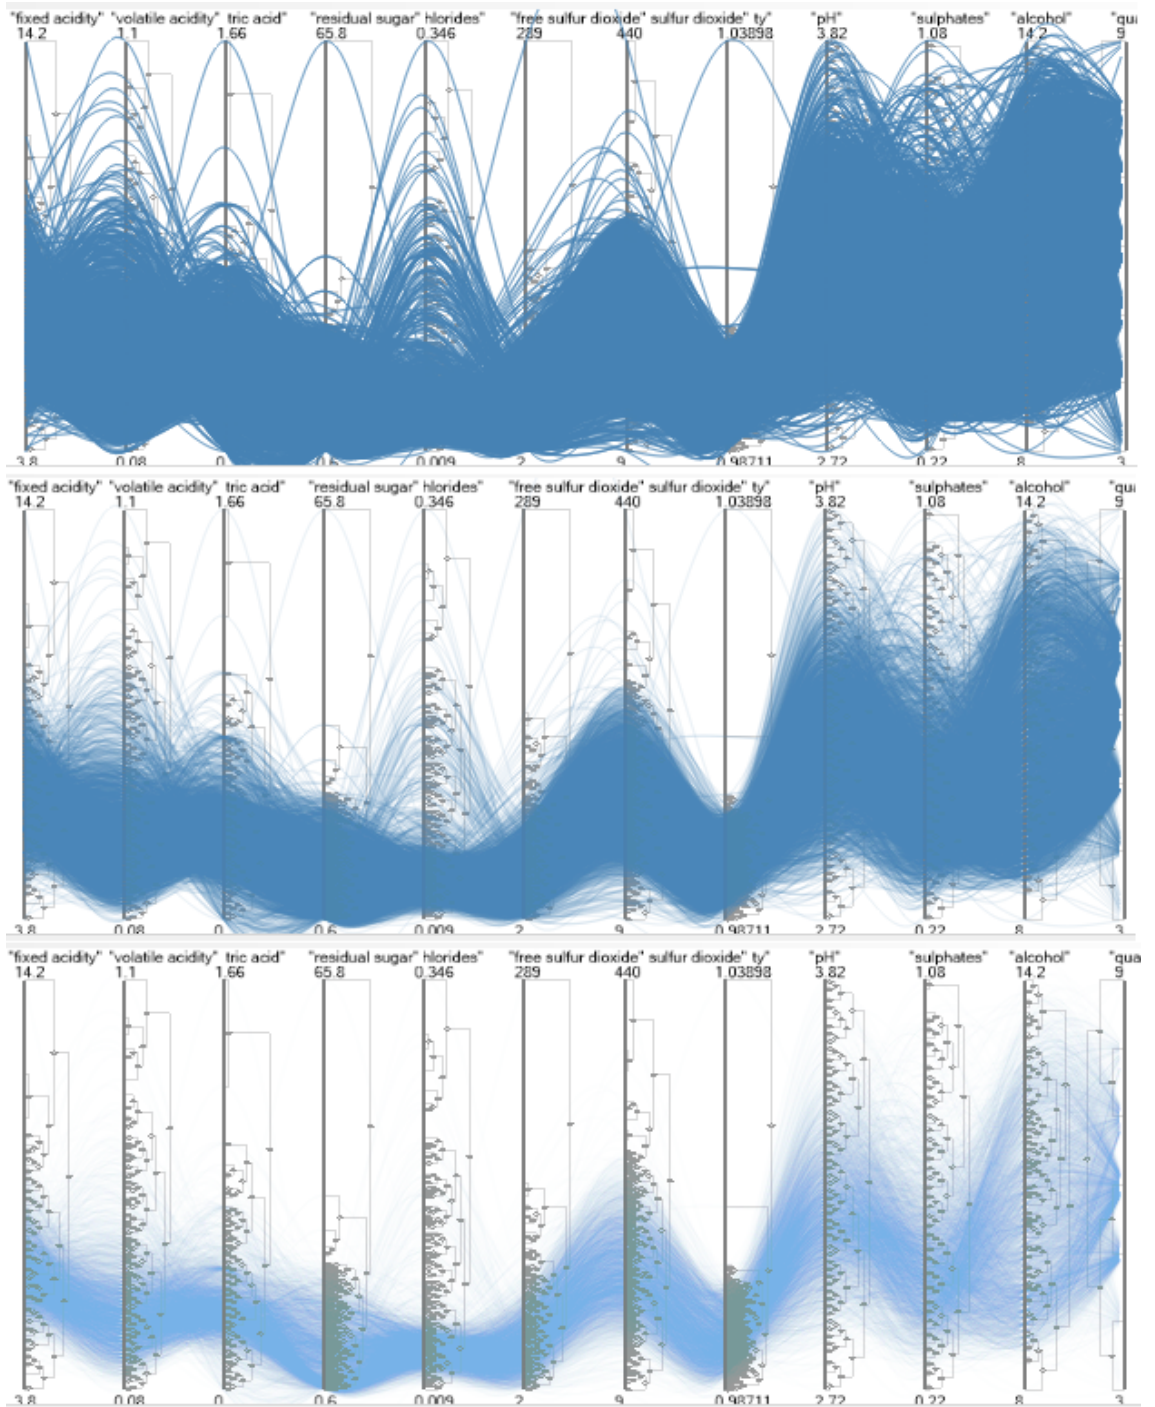 "fixed acidity" "volatile acidity" tric acid" "residual sugar" hlorides" "free sulfur dioxide" sulfur dioxide" ty" "pH" "sulphates" "alcohol" "qu
14.2 1.1 1.66 65.8 0.346 289 440 1.03898 3.82 1.08 14.2 9
3.8 0.08 0 0.6 0.009 2 9 0.98711 2.72 0.22 8 3
"fixed acidity" "volatile acidity" tric acid" "residual sugar" hlorides" "free sulfur dioxide" sulfur dioxide" ty" "pH" "sulphates" "alcohol" "qua
14.2 1.1 1.66 65.8 0.346 289 440 1.03898 3.82 1.08 14.2 9
3.8 0.08 0 0.6 0.009 2 9 0.98711 2.72 0.22 8 3
"fixed acidity" "volatile acidity" tric acid" "residual sugar" hlorides" "free sulfur dioxide" sulfur dioxide" ty" "pH" "sulphates" "alcohol" "qua
14.2 1.1 1.66 65.8 0.346 289 440 1.03898 3.82 1.08 14.2 9
3.8 0.08 0 0.6 0.009 2 9 0.98711 2.72 0.22 8 3